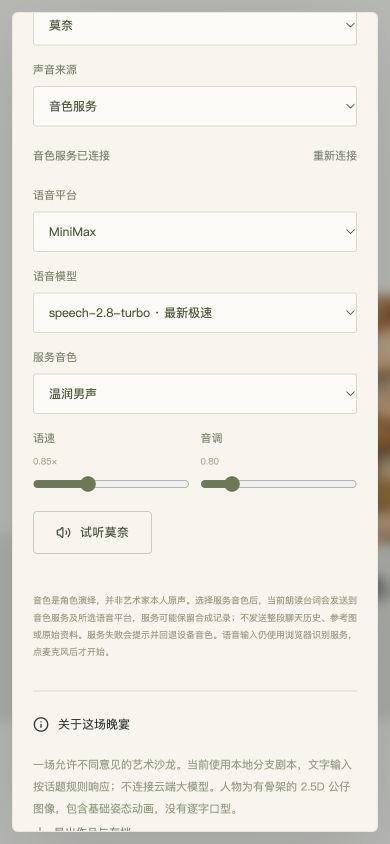 莫奈
声音来源
音色服务
音色服务已连接 重新连接
语音平台
MiniMax
语音模型
speech-2.8-turbo · 最新极速
服务音色
温润男声
语速 音调
0.85× 0.80
试听莫奈
音色是角色演绎，并非艺术家本人原声。选择服务音色后，当前朗读台词会发送到
音色服务及所选语音平台，服务可能保留合成记录；不发送整段聊天历史、参考图
或原始资料。服务失败会提示并回退设备音色。语音输入仍使用浏览器识别服务，
点麦克风后才开始。
关于这场晚宴
一场允许不同意见的艺术沙龙。当前使用本地分支剧本，文字输入
按话题规则响应；不连接云端大模型。人物为有骨架的 2.5D 公仔
图像，包含基础姿态动画，没有逐字口型。